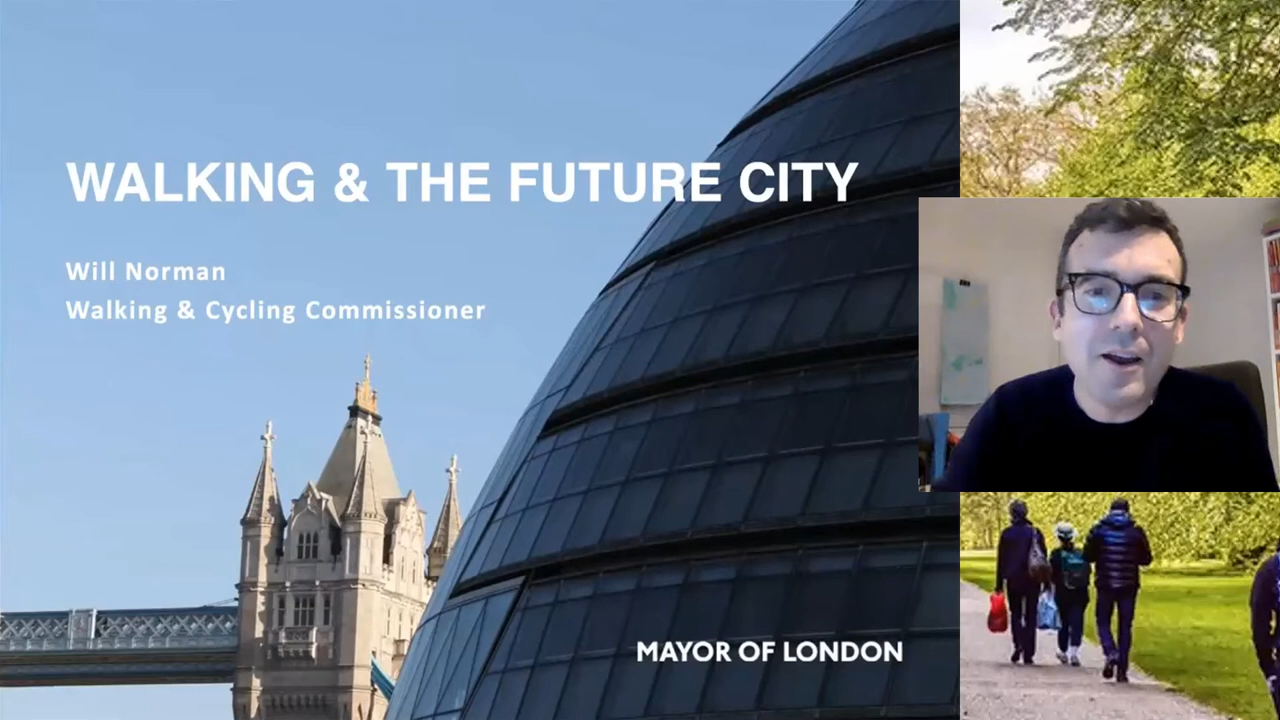 WALKING & THE FUTURE CITY
Will Norman
Walking & Cycling Commissioner
MAYOR OF LONDON